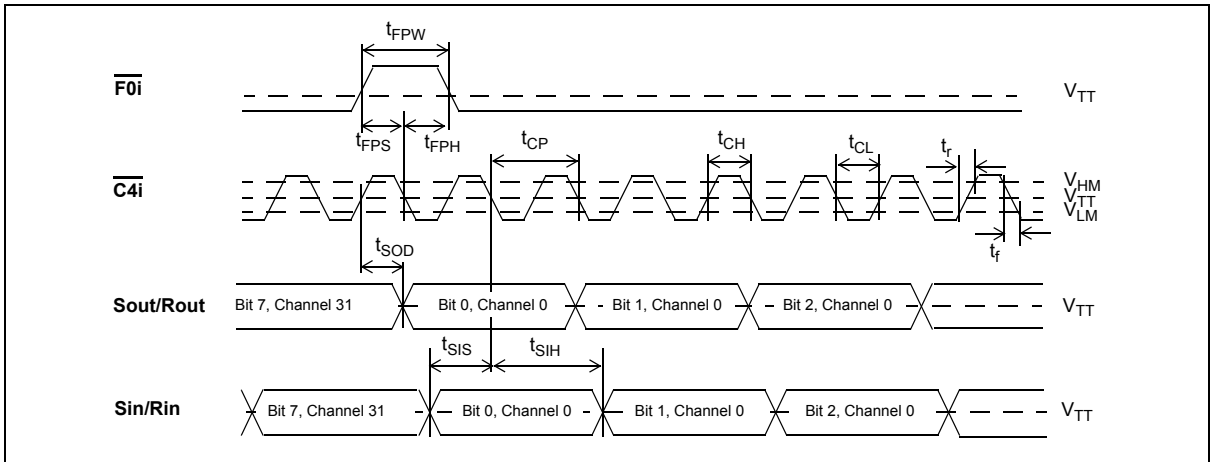 tFPW
F0i
VTT
tFPS
tFPH
tCP
tCH
tCL
tr
C4i
VHM
VTT
VLM
tSOD
tf
Sout/Rout
Bit 7, Channel 31
Bit 0, Channel 0
Bit 1, Channel 0
Bit 2, Channel 0
VTT
tSIS
tSIH
Sin/Rin
Bit 7, Channel 31
Bit 0, Channel 0
Bit 1, Channel 0
Bit 2, Channel 0
VTT